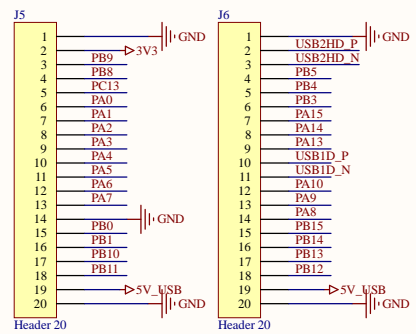 J5
1 GND
2 3V3
3 PB9
4 PB8
5 PC13
6 PA0
7 PA1
8 PA2
9 PA3
10 PA4
11 PA5
12 PA6
13 PA7
14 GND
15 PB0
16 PB1
17 PB10
18 PB11
19 5V_USB
20 GND
Header 20
J6
1 GND
2 USB2HD_P
3 USB2HD_N
4 PB5
5 PB4
6 PB3
7 PA15
8 PA14
9 PA13
10 USB1D_P
11 USB1D_N
12 PA10
13 PA9
14 PA8
15 PB15
16 PB14
17 PB13
18 PB12
19 5V_USB
20 GND
Header 20